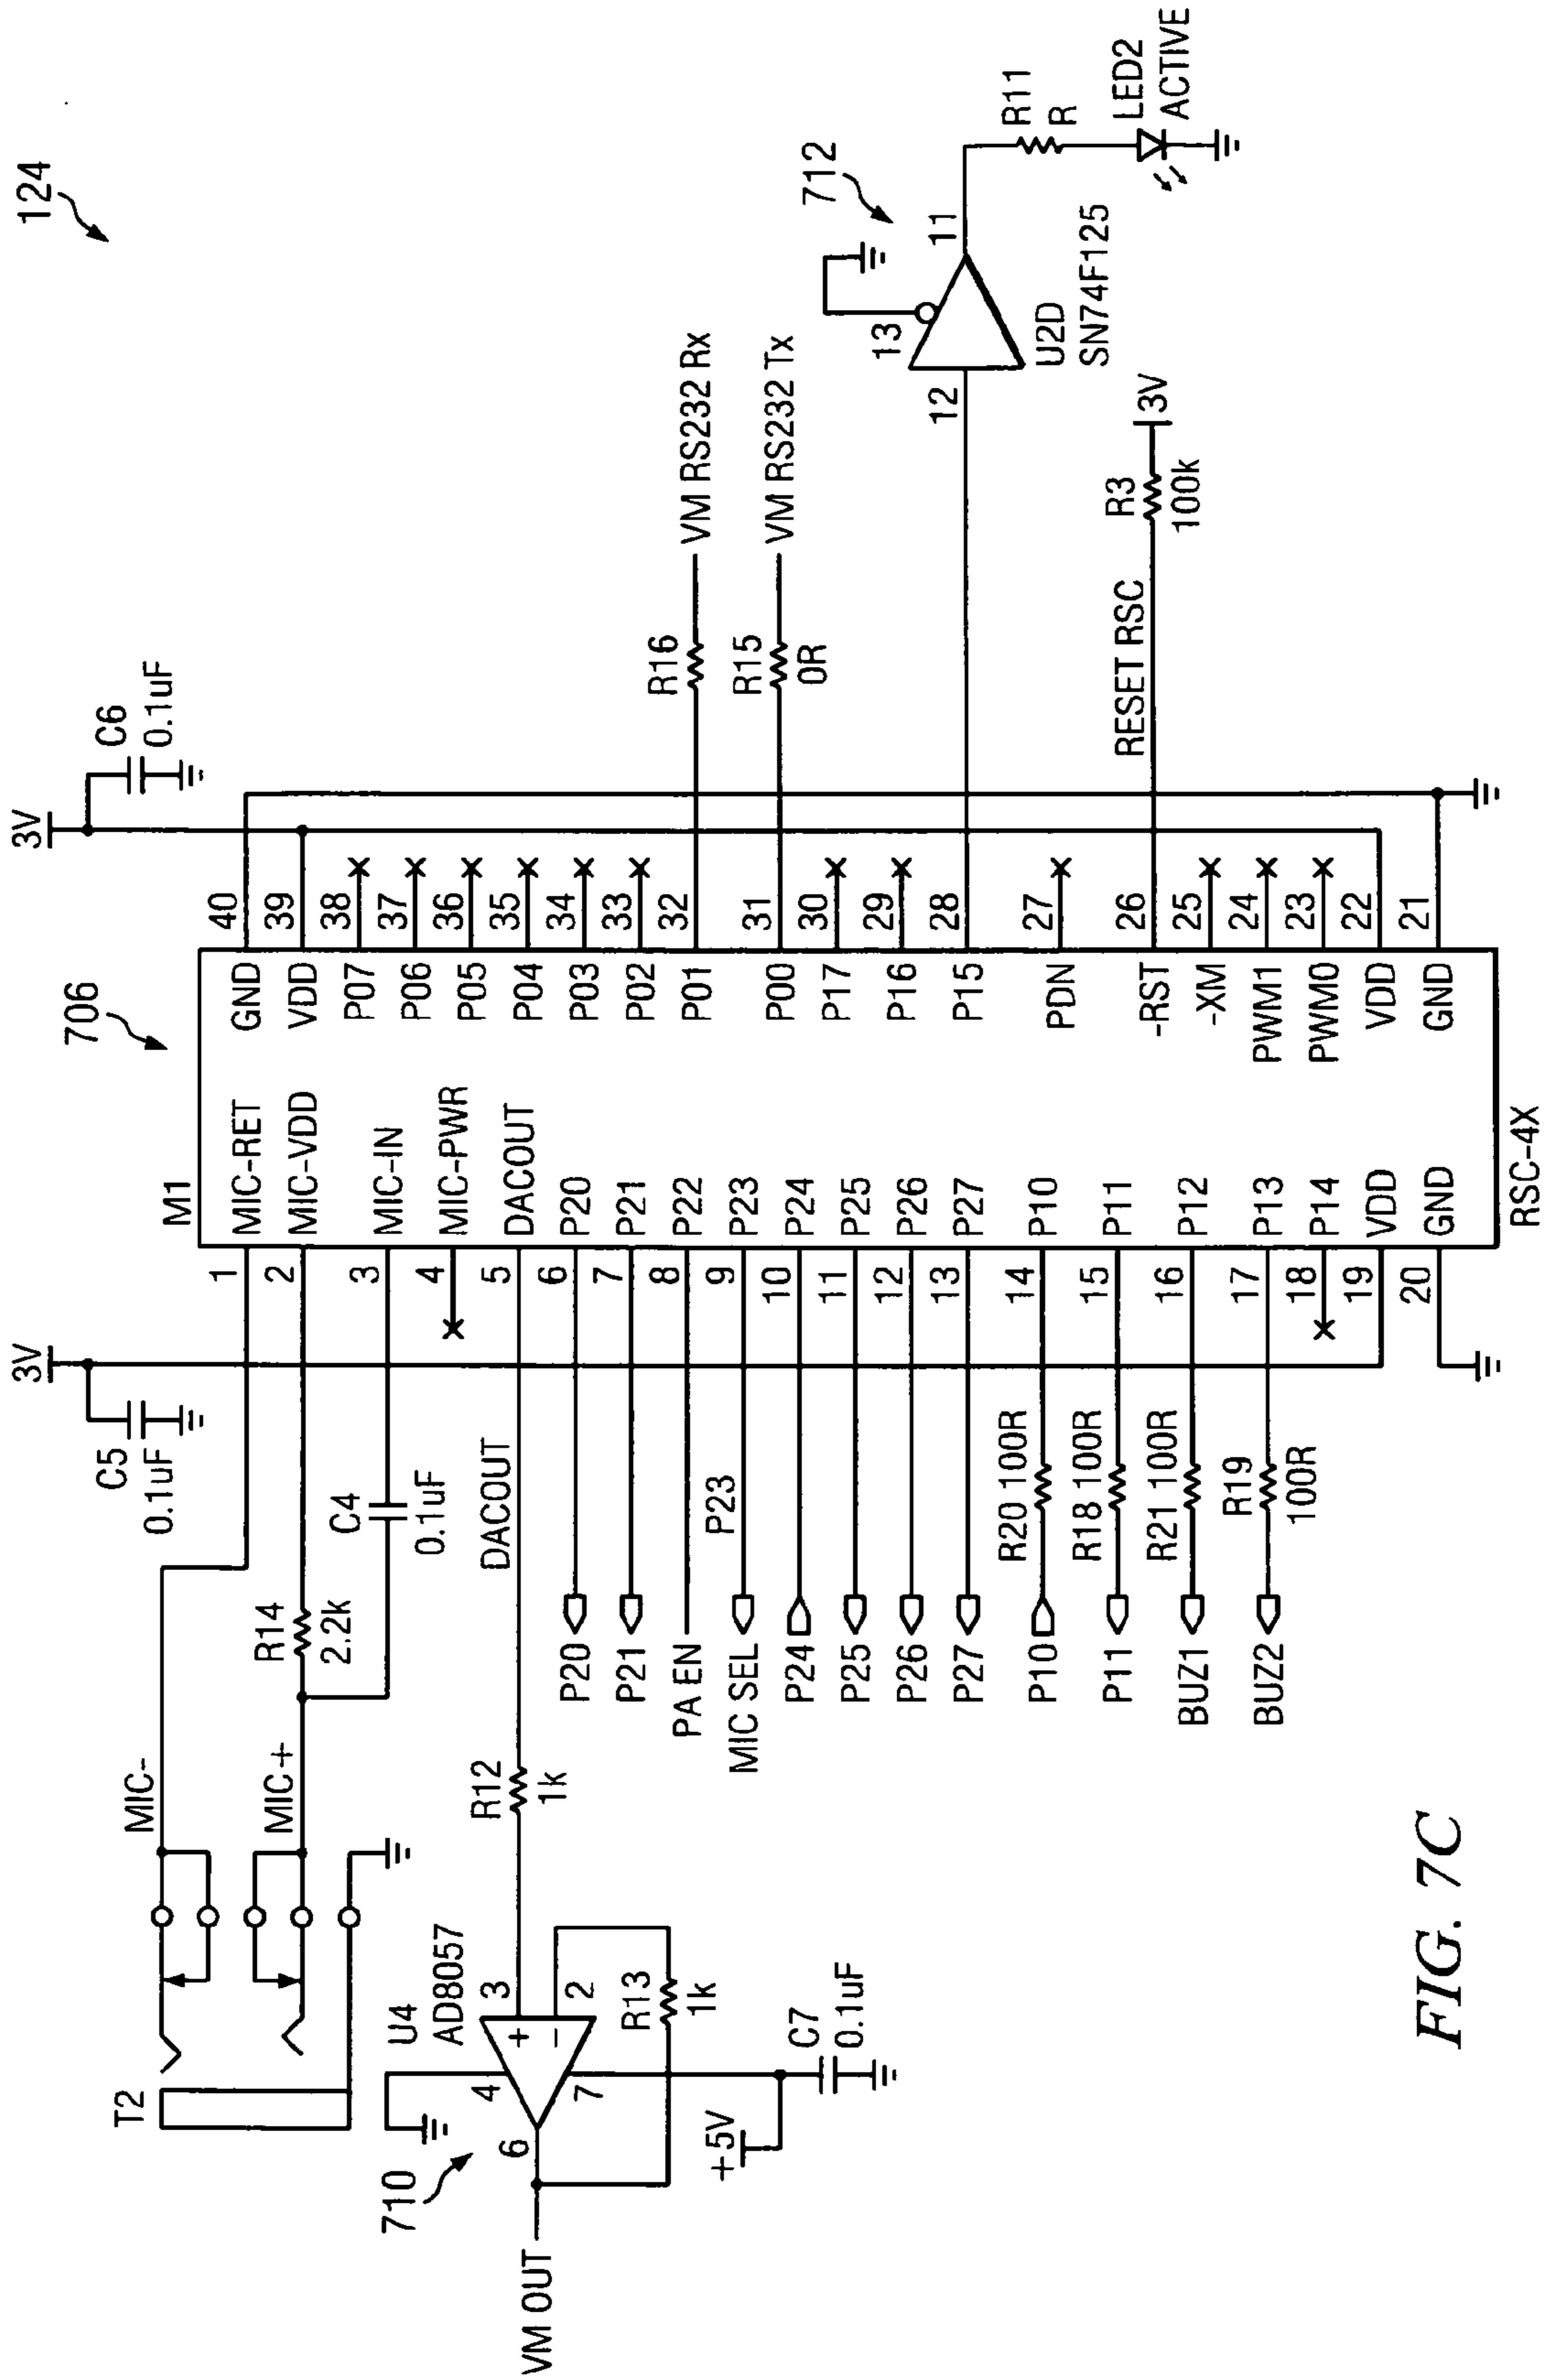 124
3V
C5
0.1uF
3V
C6
0.1uF
706
M1
RSC-4X
1
MIC-RET
2
MIC-VDD
3
MIC-IN
4
MIC-PWR
5
DACOUT
6
P20
7
P21
8
P22
9
P23
10
P24
11
P25
12
P26
13
P27
14
P10
15
P11
16
P12
17
P13
18
P14
19
VDD
20
GND
40
GND
39
VDD
38
P07
37
P06
36
P05
35
P04
34
P03
33
P02
32
P01
31
P00
30
P17
29
P16
28
P15
27
PDN
26
-RST
25
-XM
24
PWM1
23
PWM0
22
VDD
21
GND
T2
MIC-
MIC+
R14
2.2k
C4
0.1uF
DACOUT
R12
1k
U4
AD8057
3
+
2
−
4
7
6
710
VM OUT
R13
1k
+5V
C7
0.1uF
P20
P21
PA EN
MIC SEL
P23
P24
P25
P26
P27
P10
R20 100R
P11
R18 100R
BUZ1
R21 100R
BUZ2
R19
100R
R16
VM RS232 Rx
R15
0R
VM RS232 Tx
712
12
13
11
U2D
SN74F125
R11
R
LED2
ACTIVE
RESET RSC
R3
100k
3V
FIG. 7C